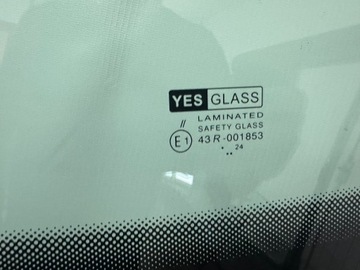 YES GLASS
LAMINATED
SAFETY GLASS
//
E1 43R-001853
24